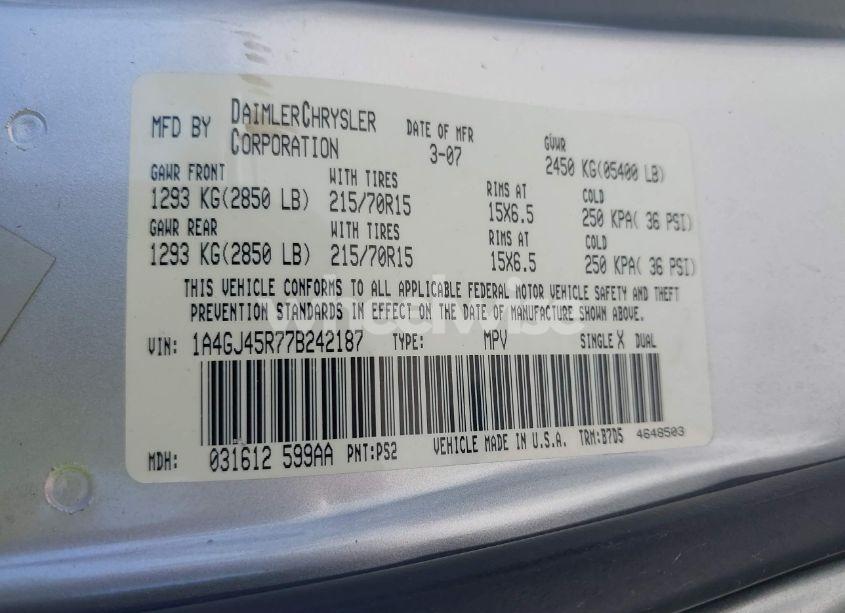 MFD BY DAIMLERCHRYSLER CORPORATION DATE OF MFR 3-07 GVWR 2450 KG(05400 LB)
GAWR FRONT WITH TIRES RIMS AT COLD
1293 KG(2850 LB) 215/70R15 15X6.5 250 KPA( 36 PSI)
GAWR REAR WITH TIRES RIMS AT COLD
1293 KG(2850 LB) 215/70R15 15X6.5 250 KPA( 36 PSI)
THIS VEHICLE CONFORMS TO ALL APPLICABLE FEDERAL MOTOR VEHICLE SAFETY AND THEFT
PREVENTION STANDARDS IN EFFECT ON THE DATE OF MANUFACTURE SHOWN ABOVE.
wheelwise
VIN: 1A4GJ45R77B242187 TYPE: MPV SINGLE X DUAL
MDH: 031612 599AA PNT:PS2 VEHICLE MADE IN U.S.A. TRM:B7D5 4648503